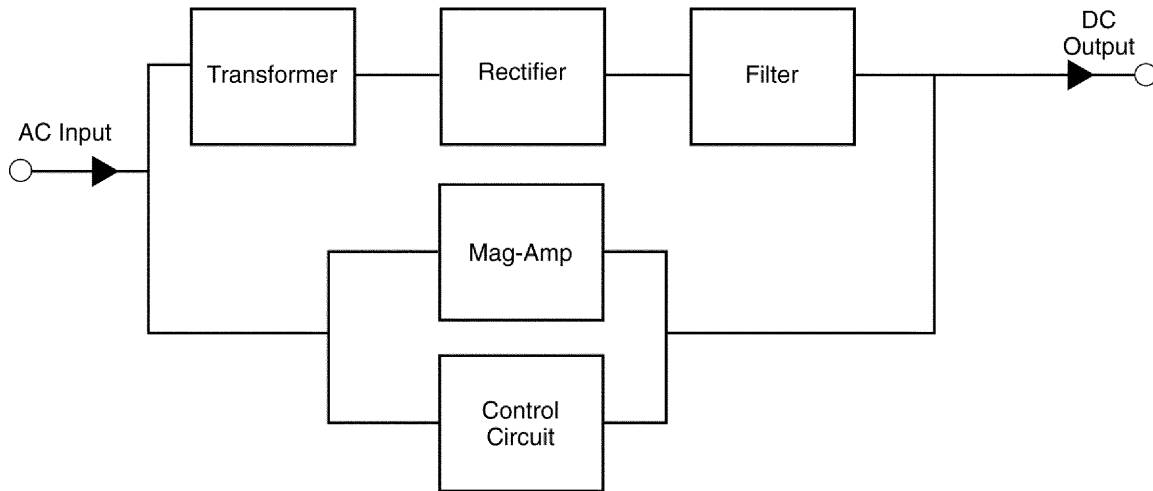 DC
Output
Transformer
Rectifier
Filter
AC Input
Mag-Amp
Control
Circuit